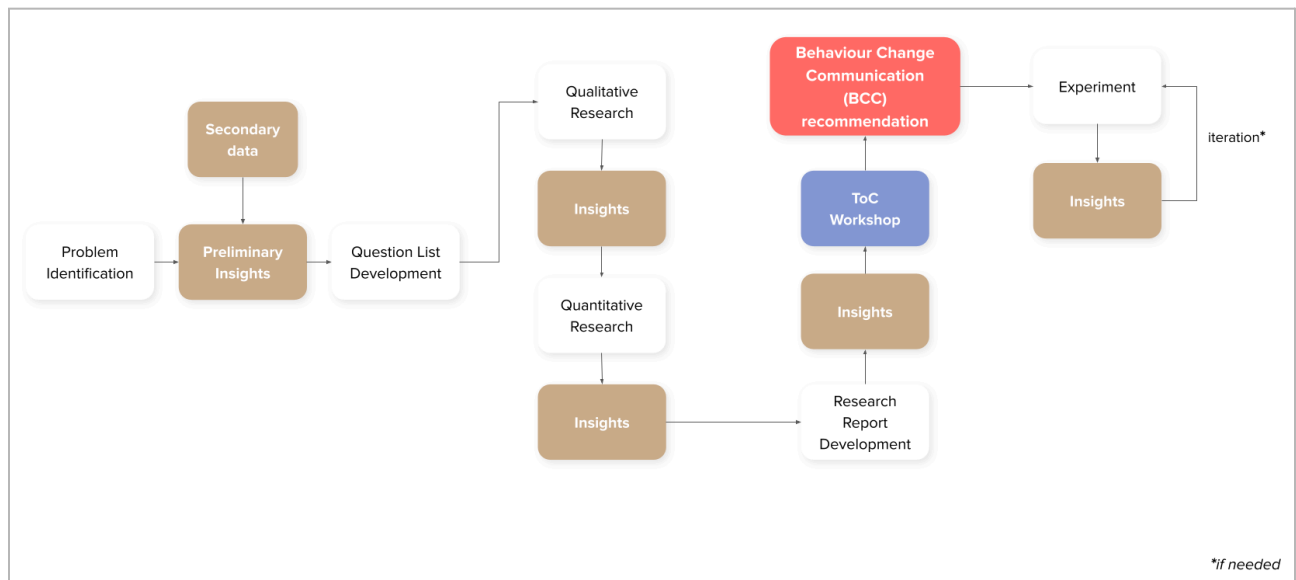 Problem
Identification
Secondary
data
Preliminary
Insights
Question List
Development
Qualitative
Research
Insights
Quantitative
Research
Insights
Research
Report
Development
Insights
ToC
Workshop
Behaviour Change
Communication
(BCC)
recommendation
Experiment
Insights
iteration*
*if needed